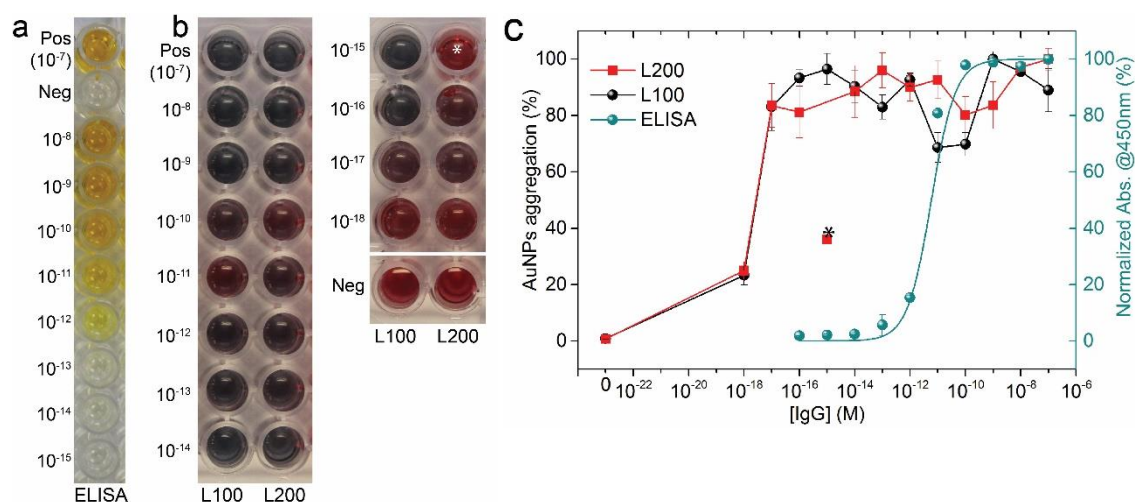 a
Pos
(10⁻⁷)
Neg
10⁻⁸
10⁻⁹
10⁻¹⁰
10⁻¹¹
10⁻¹²
10⁻¹³
10⁻¹⁴
10⁻¹⁵
ELISA
b
Pos
(10⁻⁷)
10⁻⁸
10⁻⁹
10⁻¹⁰
10⁻¹¹
10⁻¹²
10⁻¹³
10⁻¹⁴
L100 L200
10⁻¹⁵ *
10⁻¹⁶
10⁻¹⁷
10⁻¹⁸
Neg
L100 L200
c
L200
L100
ELISA
*
AuNPs aggregation (%)
100
80
60
40
20
0
Normalized Abs. @450nm (%)
100
80
60
40
20
0
0 10⁻²² 10⁻²⁰ 10⁻¹⁸ 10⁻¹⁶ 10⁻¹⁴ 10⁻¹² 10⁻¹⁰ 10⁻⁸ 10⁻⁶
[IgG] (M)